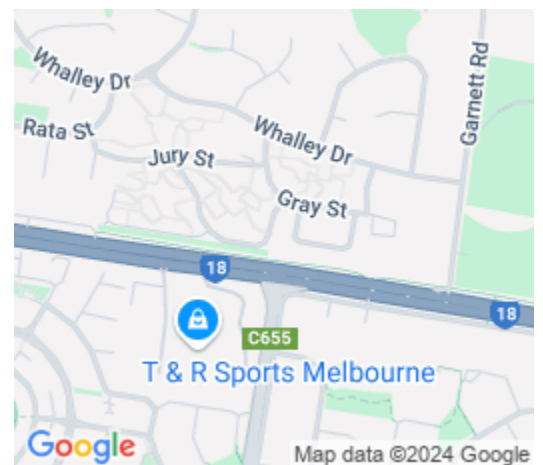 Whalley Dr
Garnett Rd
Rata St
Whalley Dr
Jury St
Gray St
18
18
C655
T & R Sports Melbourne
Google
Map data ©2024 Google